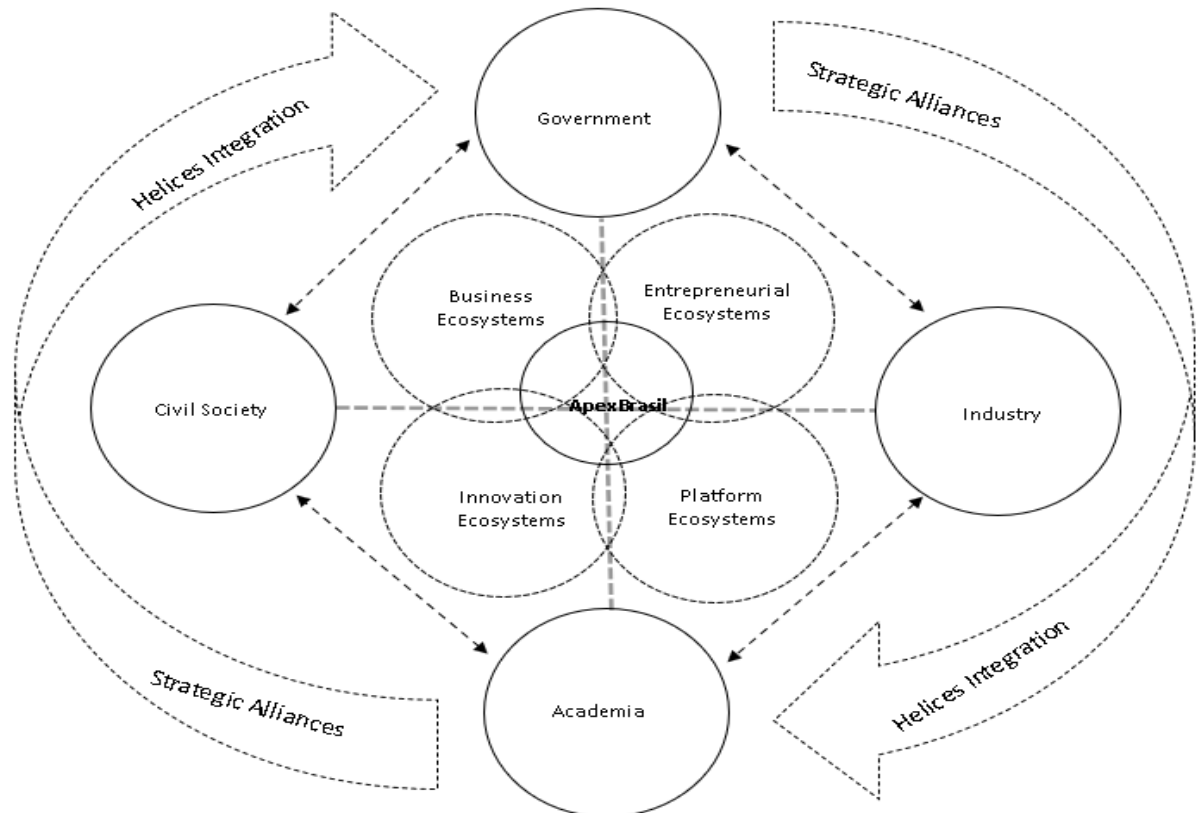 Government
Strategic Alliances
Helices Integration
Business
Ecosystems
Entrepreneurial
Ecosystems
Civil Society
ApexBrasil
Industry
Innovation
Ecosystems
Platform
Ecosystems
Strategic Alliances
Academia
Helices Integration